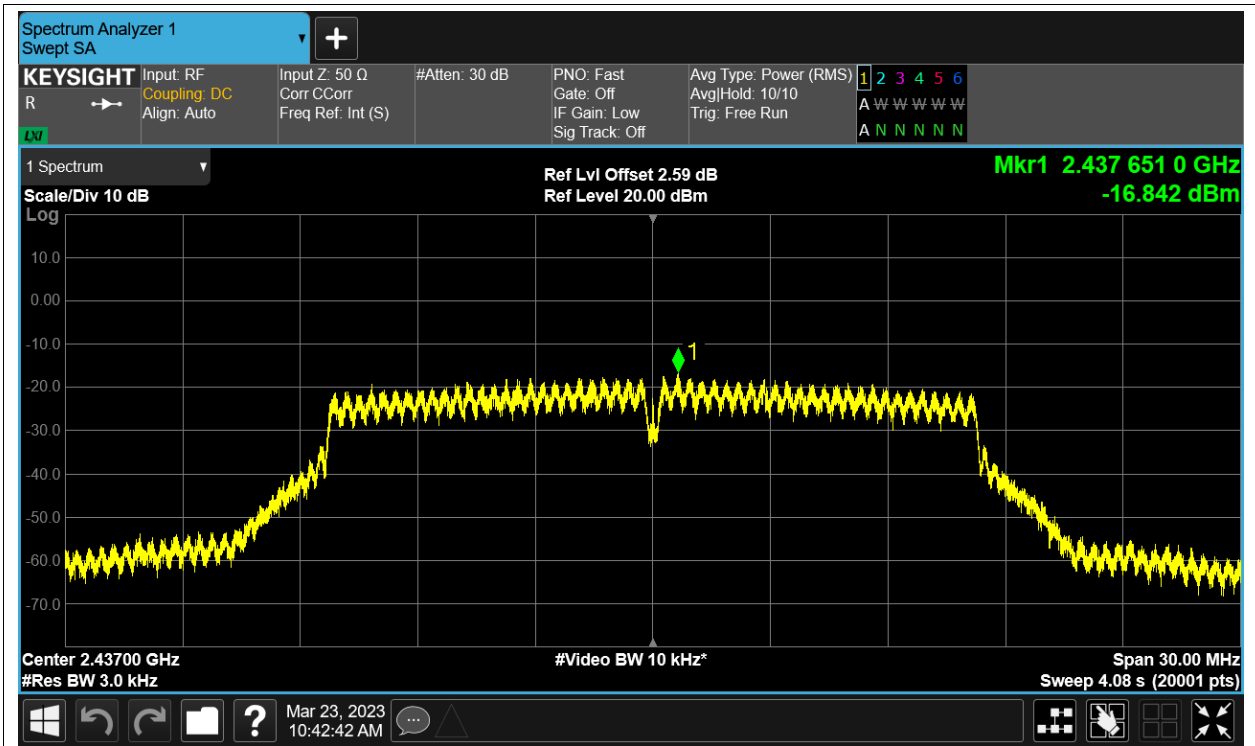 Spectrum Analyzer 1
Swept SA
KEYSIGHT
R
LXI
Input: RF
Coupling: DC
Align: Auto
Input Z: 50 Ω
Corr CCorr
Freq Ref: Int (S)
#Atten: 30 dB
PNO: Fast
Gate: Off
IF Gain: Low
Sig Track: Off
Avg Type: Power (RMS)
Avg|Hold: 10/10
Trig: Free Run
1 2 3 4 5 6
A W W W W W
A N N N N N
1 Spectrum
Scale/Div 10 dB
Log
Ref Lvl Offset 2.59 dB
Ref Level 20.00 dBm
Mkr1 2.437 651 0 GHz
-16.842 dBm
10.0
0.00
-10.0
1
-20.0
-30.0
-40.0
-50.0
-60.0
-70.0
Center 2.43700 GHz
#Video BW 10 kHz*
Span 30.00 MHz
#Res BW 3.0 kHz
Sweep 4.08 s (20001 pts)
?
Mar 23, 2023
10:42:42 AM